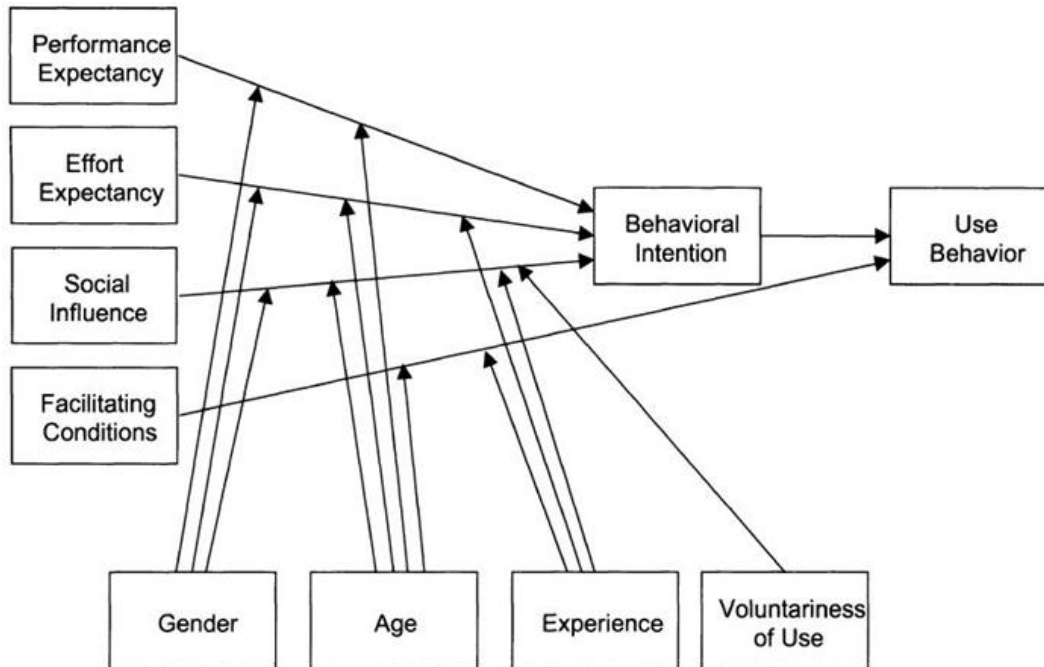 Performance
Expectancy
Effort
Expectancy
Social
Influence
Facilitating
Conditions
Behavioral
Intention
Use
Behavior
Gender
Age
Experience
Voluntariness
of Use